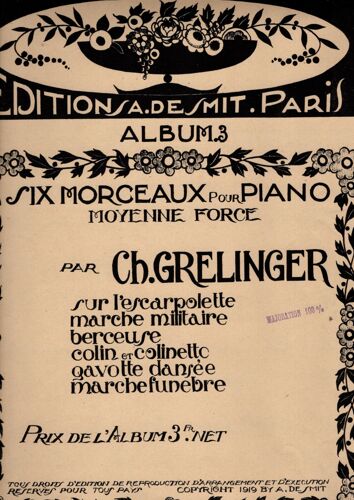 EDITIONS A. DE SMIT. PARIS
ALBUM.3
SIX MORCEAUX POUR PIANO
MOYENNE FORCE
PAR Ch. GRELINGER
sur l'escarpolette
marche militaire
berceuse
colin et colinette
gavotte dansée
marche funèbre
MAJORATION 100 %
PRIX DE L'ALBUM 3 FR. NET
TOUS DROITS D'EDITION DE REPRODUCTION D'ARRANGEMENT ET D'EXECUTION
RESERVES POUR TOUS PAYS COPYRIGHT 1919 BY A. DE SMIT